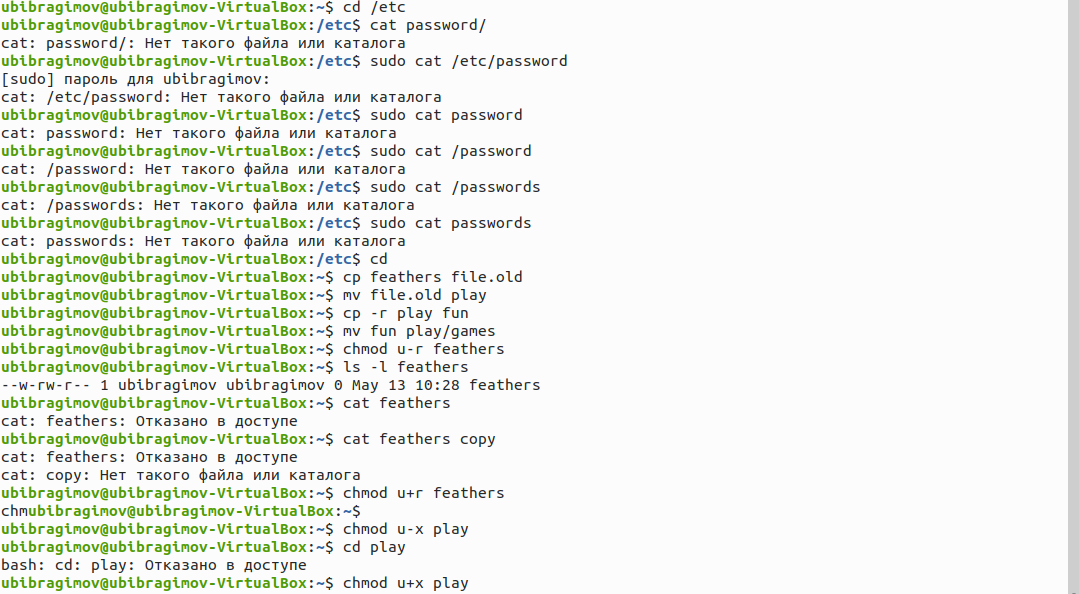 ubibragimov@ubibragimov-VirtualBox:~$ cd /etc
ubibragimov@ubibragimov-VirtualBox:/etc$ cat password/
cat: password/: Нет такого файла или каталога
ubibragimov@ubibragimov-VirtualBox:/etc$ sudo cat /etc/password
[sudo] пароль для ubibragimov:
cat: /etc/password: Нет такого файла или каталога
ubibragimov@ubibragimov-VirtualBox:/etc$ sudo cat password
cat: password: Нет такого файла или каталога
ubibragimov@ubibragimov-VirtualBox:/etc$ sudo cat /password
cat: /password: Нет такого файла или каталога
ubibragimov@ubibragimov-VirtualBox:/etc$ sudo cat /passwords
cat: /passwords: Нет такого файла или каталога
ubibragimov@ubibragimov-VirtualBox:/etc$ sudo cat passwords
cat: passwords: Нет такого файла или каталога
ubibragimov@ubibragimov-VirtualBox:/etc$ cd
ubibragimov@ubibragimov-VirtualBox:~$ cp feathers file.old
ubibragimov@ubibragimov-VirtualBox:~$ mv file.old play
ubibragimov@ubibragimov-VirtualBox:~$ cp -r play fun
ubibragimov@ubibragimov-VirtualBox:~$ mv fun play/games
ubibragimov@ubibragimov-VirtualBox:~$ chmod u-r feathers
ubibragimov@ubibragimov-VirtualBox:~$ ls -l feathers
--w-rw-r-- 1 ubibragimov ubibragimov 0 May 13 10:28 feathers
ubibragimov@ubibragimov-VirtualBox:~$ cat feathers
cat: feathers: Отказано в доступе
ubibragimov@ubibragimov-VirtualBox:~$ cat feathers copy
cat: feathers: Отказано в доступе
cat: copy: Нет такого файла или каталога
ubibragimov@ubibragimov-VirtualBox:~$ chmod u+r feathers
chmubibragimov@ubibragimov-VirtualBox:~$
ubibragimov@ubibragimov-VirtualBox:~$ chmod u-x play
ubibragimov@ubibragimov-VirtualBox:~$ cd play
bash: cd: play: Отказано в доступе
ubibragimov@ubibragimov-VirtualBox:~$ chmod u+x play